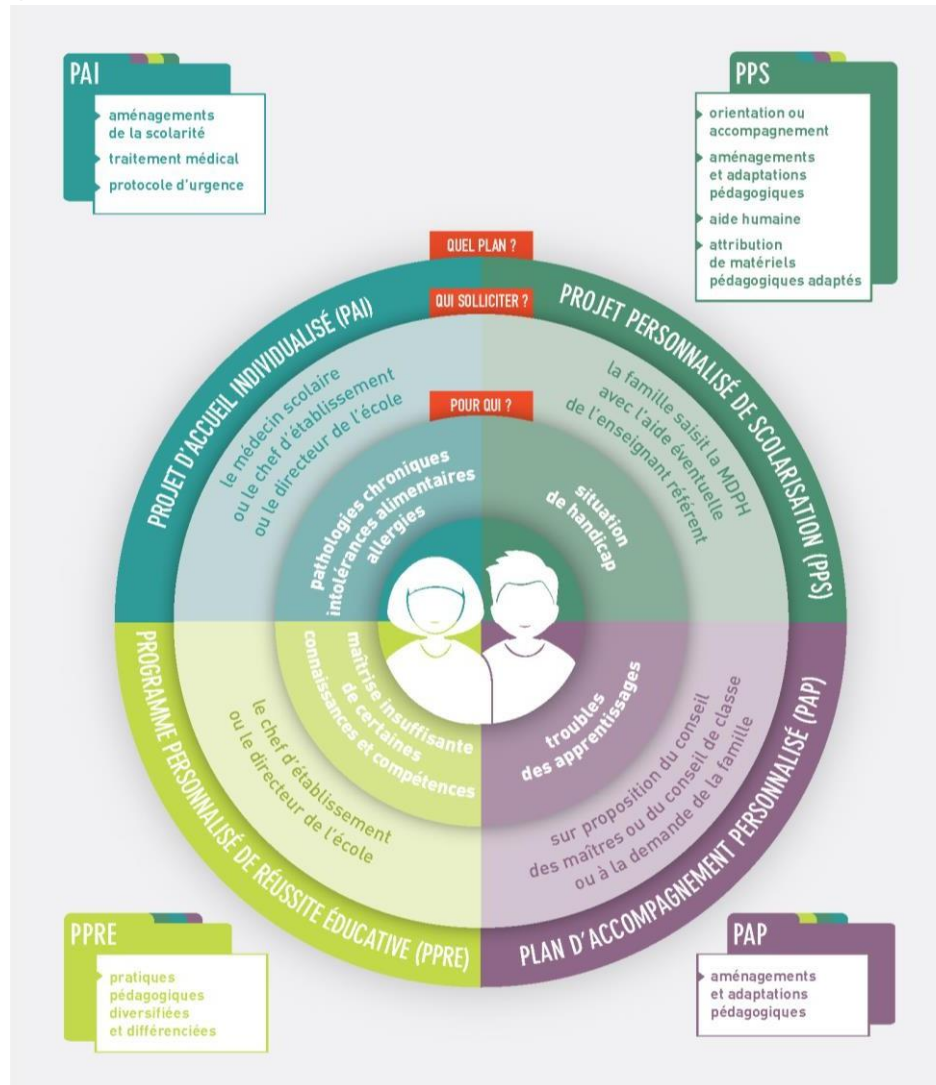 PAI
aménagements
de la scolarité
traitement médical
protocole d'urgence
PPS
orientation ou
accompagnement
aménagements
et adaptations
pédagogiques
aide humaine
attribution
de matériels
pédagogiques adaptés
QUEL PLAN ?
PROJET D'ACCUEIL INDIVIDUALISÉ (PAI)
PROJET PERSONNALISÉ DE SCOLARISATION (PPS)
QUI SOLLICITER ?
le médecin scolaire
ou le chef d'établissement
ou le directeur de l'école
la famille saisit la MDPH
avec l'aide éventuelle
de l'enseignant référent
POUR QUI ?
pathologies chroniques
intolérances alimentaires
allergies
situation
de handicap
maîtrise insuffisante
de certaines
connaissances et compétences
troubles
des apprentissages
le chef d'établissement
ou le directeur de l'école
sur proposition du conseil
des maîtres ou du conseil de classe
ou à la demande de la famille
PROGRAMME PERSONNALISÉ DE RÉUSSITE ÉDUCATIVE (PPRE)
PLAN D'ACCOMPAGNEMENT PERSONNALISÉ (PAP)
PPRE
pratiques
pédagogiques
diversifiées
et différenciées
PAP
aménagements
et adaptations
pédagogiques